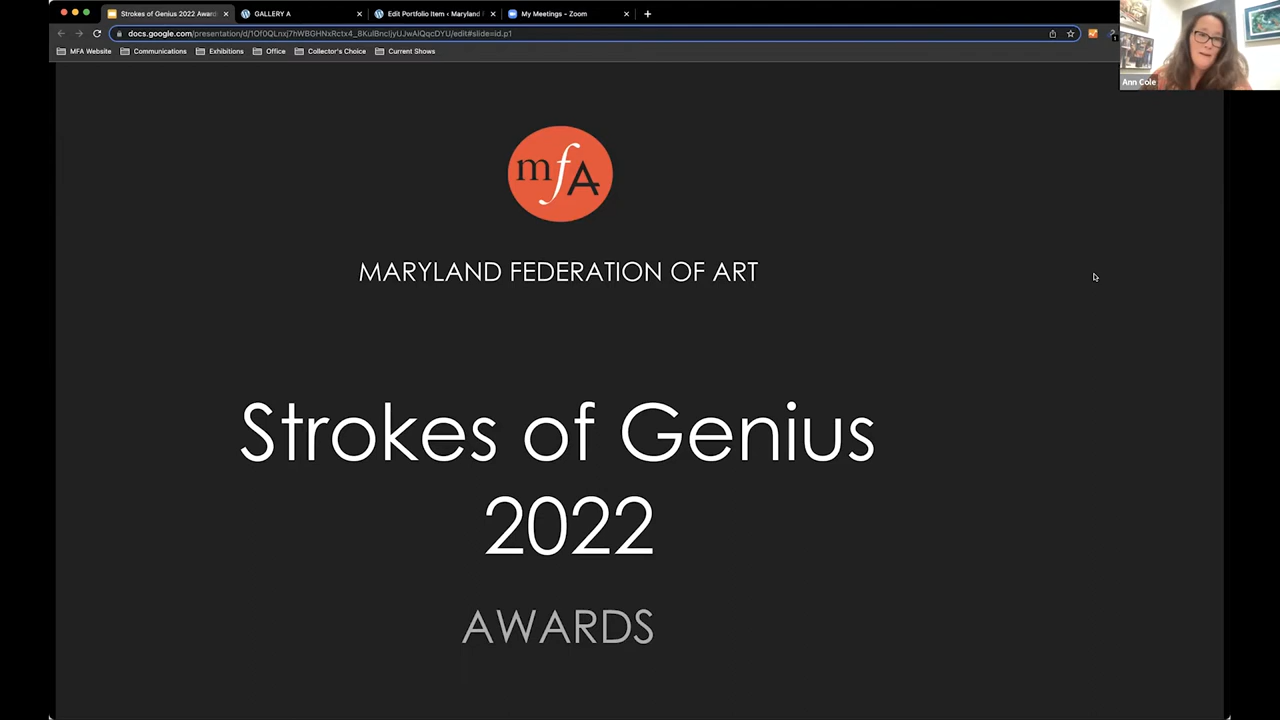 Strokes of Genius 2022 Award
GALLERY A
Edit Portfolio Item ‹ Maryland
My Meetings - Zoom
MFA Website
Communications
Exhibitions
Office
Collector's Choice
Current Shows
Ann Cole
mfA
MARYLAND FEDERATION OF ART
Strokes of Genius
2022
AWARDS